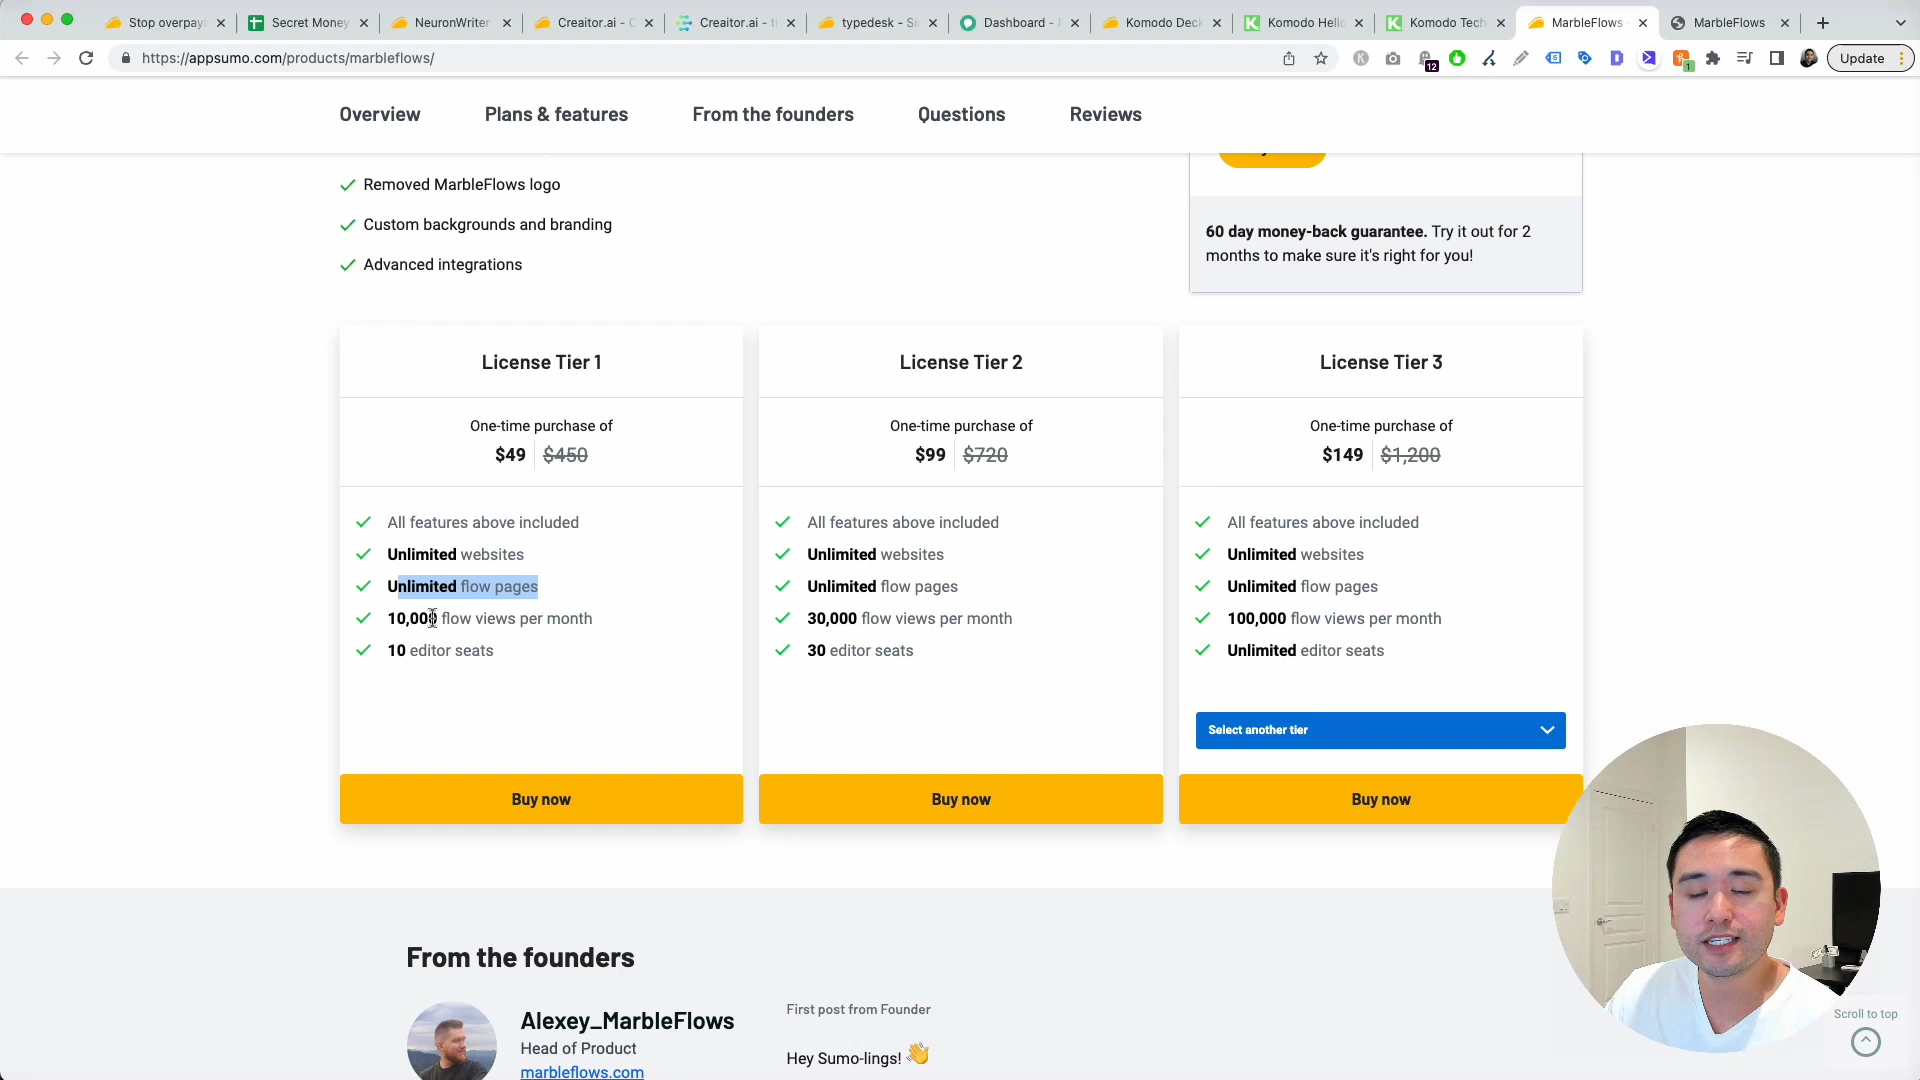 Stop overpayi
Secret Money
NeuronWriter
Creaitor.ai - C
Creaitor.ai - th
typedesk - Si
Dashboard -
Komodo Deck
Komodo Hello
Komodo Tech
MarbleFlows
MarbleFlows
https://appsumo.com/products/marbleflows/
12
1
Update
Overview
Plans & features
From the founders
Questions
Reviews
Removed MarbleFlows logo
Custom backgrounds and branding
Advanced integrations
60 day money-back guarantee. Try it out for 2
months to make sure it's right for you!
License Tier 1
One-time purchase of
$49 $450
All features above included
Unlimited websites
Unlimited flow pages
10,000 flow views per month
10 editor seats
Buy now
License Tier 2
One-time purchase of
$99 $720
All features above included
Unlimited websites
Unlimited flow pages
30,000 flow views per month
30 editor seats
Buy now
License Tier 3
One-time purchase of
$149 $1,200
All features above included
Unlimited websites
Unlimited flow pages
100,000 flow views per month
Unlimited editor seats
Select another tier
Buy now
From the founders
Alexey_MarbleFlows
Head of Product
marbleflows.com
First post from Founder
Hey Sumo-lings! 👋
Scroll to top